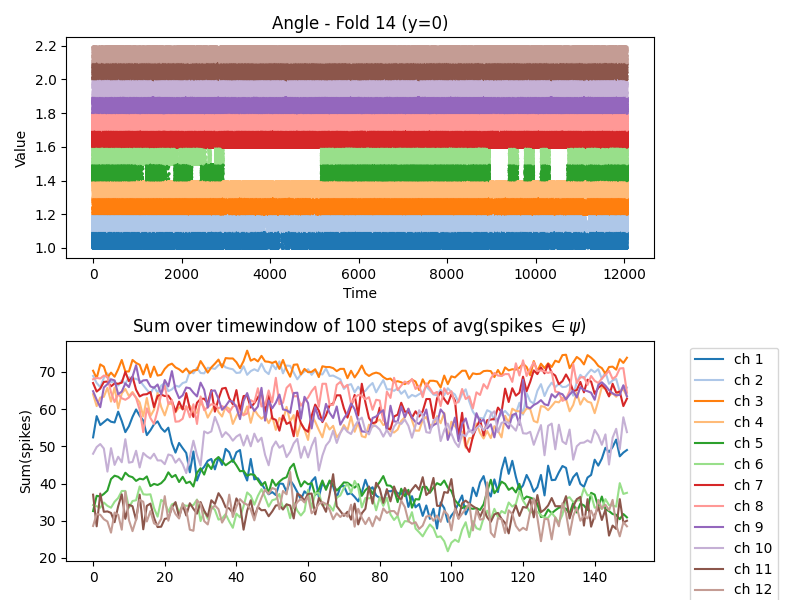 Angle - Fold 14 (y=0)
Value
2.2
2.0
1.8
1.6
1.4
1.2
1.0
0 2000 4000 6000 8000 10000 12000
Time
Sum over timewindow of 100 steps of avg(spikes ∈ψ)
Sum(spikes)
70
60
50
40
30
20
0 20 40 60 80 100 120 140
ch 1
ch 2
ch 3
ch 4
ch 5
ch 6
ch 7
ch 8
ch 9
ch 10
ch 11
ch 12